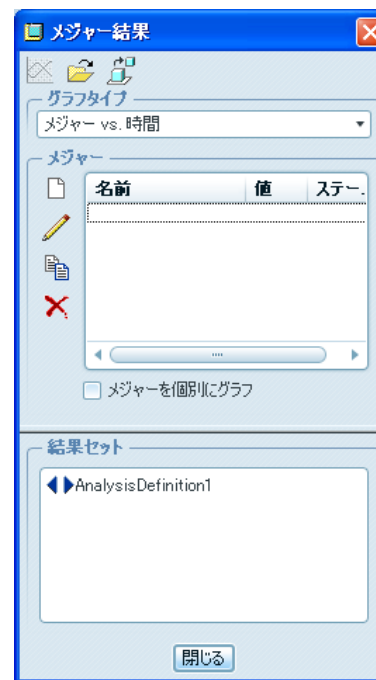 メジャー結果
グラフタイプ
メジャー vs. 時間
メジャー
名前 値 ステー.
メジャーを個別にグラフ
結果セット
AnalysisDefinition1
閉じる